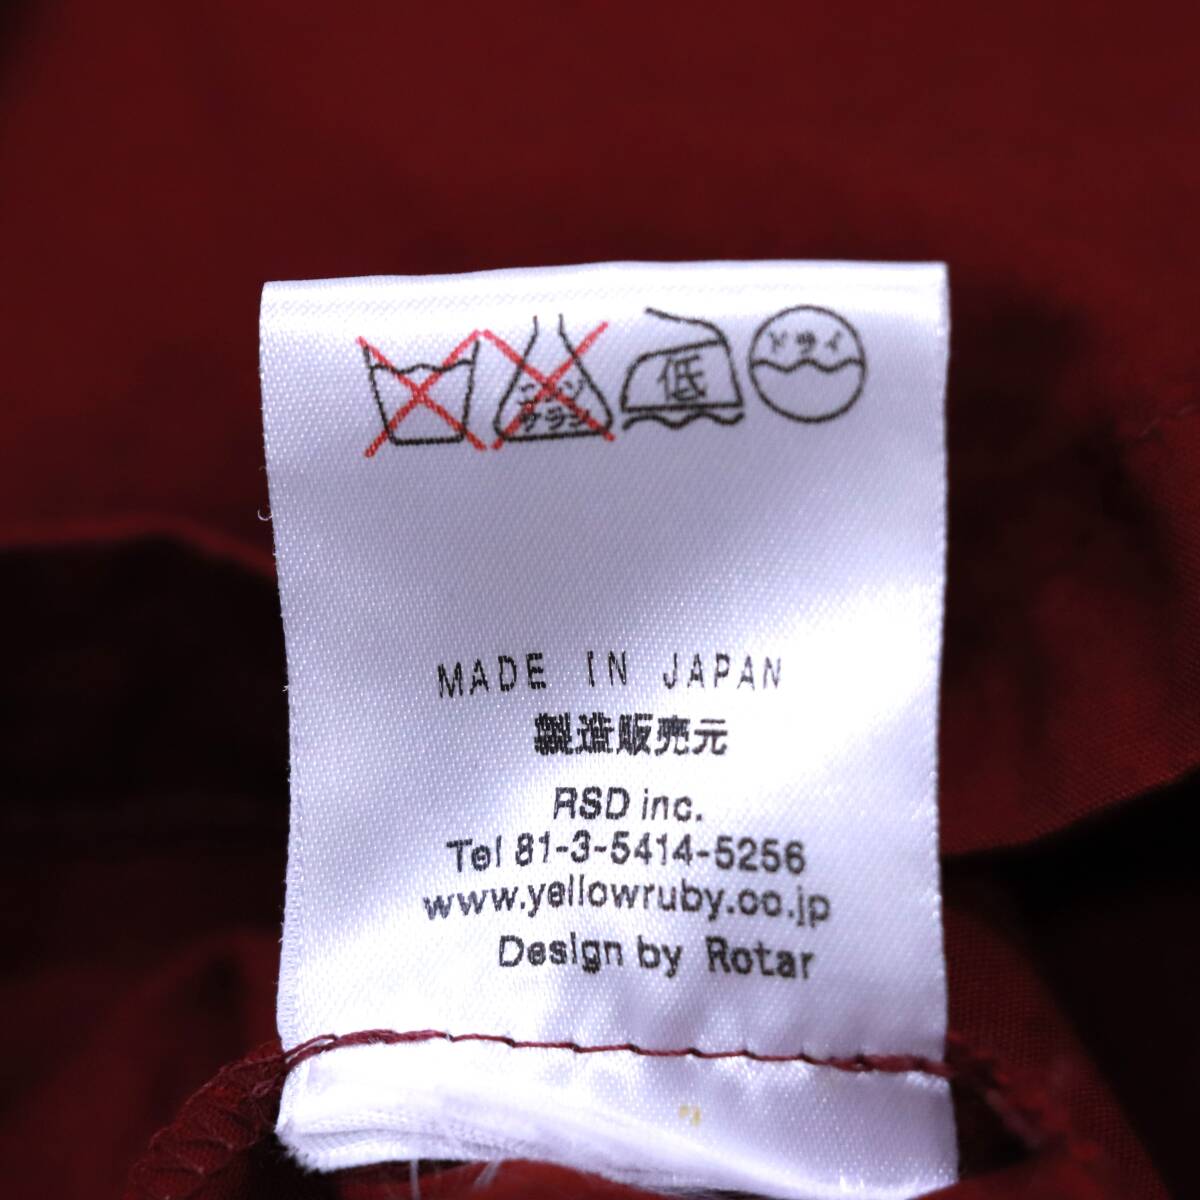 エンソ
サラシ
低
ドライ
MADE IN JAPAN
製造販売元
RSD inc.
Tel 81-3-5414-5256
www.yellowruby.co.jp
Design by Rotar